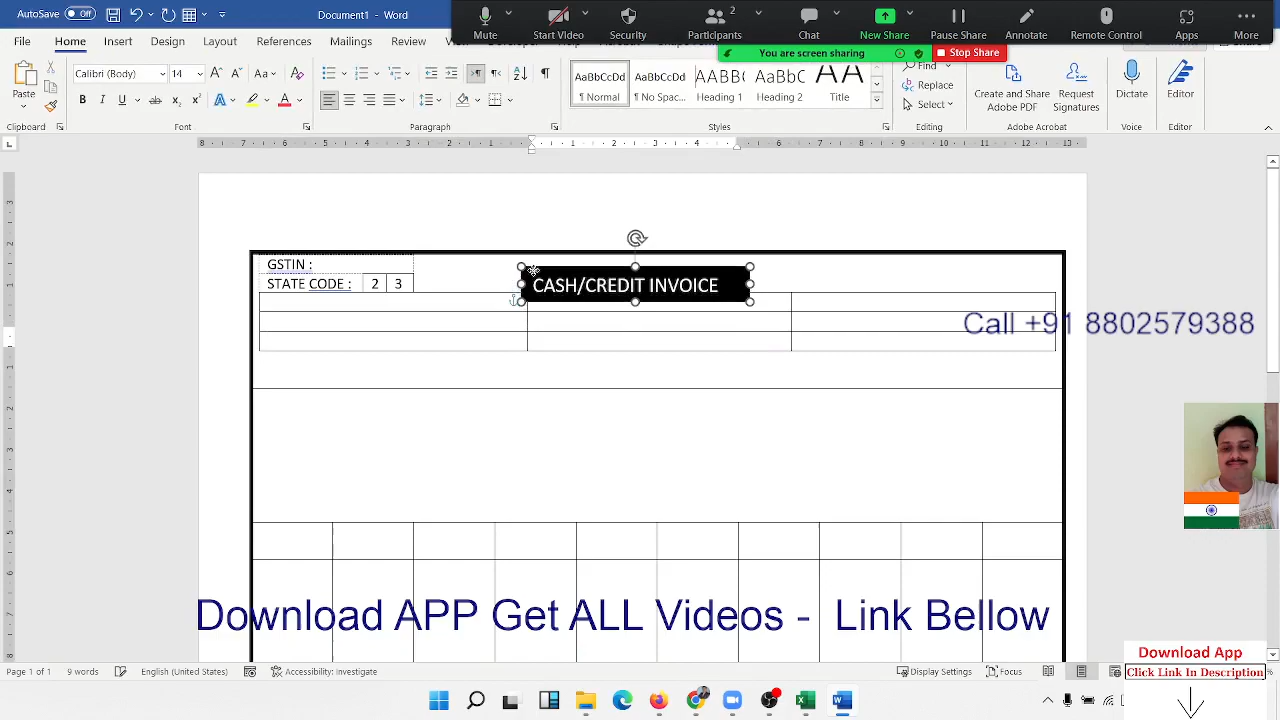 AutoSave Off
Document1 - Word
Mute
Start Video
Security
2
Participants
Chat
New Share
Pause Share
Annotate
Remote Control
Apps
More
You are screen sharing
Stop Share
File
Home
Insert
Draw
Design
Layout
References
Mailings
Review
Paste
Calibri (Body)
14
AaBbCcDd
AaBbCcDd
AaBbC
AaBbC
AA
Normal
No Spac...
Heading 1
Heading 2
Title
Find
Replace
Select
Create and Share
Adobe PDF
Request
Signatures
Dictate
Editor
Clipboard
Font
Paragraph
Styles
Editing
Adobe Acrobat
Voice
Editor
GSTIN :
STATE CODE :
2
3
CASH/CREDIT INVOICE
Call +91 8802579388
Download APP Get ALL Videos - Link Bellow
Page 1 of 1
9 words
English (United States)
Accessibility: Investigate
Display Settings
Focus
Download App
Click Link In Description